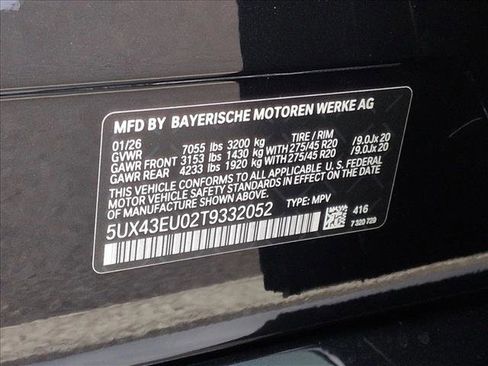 MFD BY BAYERISCHE MOTOREN WERKE AG
01/26 7055 lbs 3200 kg TIRE / RIM
GVWR
GAWR FRONT 3153 lbs 1430 kg WITH 275/45 R20 /9.0Jx20
GAWR REAR 4233 lbs 1920 kg WITH 275/45 R20 /9.0Jx20
THIS VEHICLE CONFORMS TO ALL APPLICABLE U. S. FEDERAL
MOTOR VEHICLE SAFETY STANDARDS IN EFFECT ON THE DATE
OF MANUFACTURE SHOWN ABOVE.
5UX43EU02T9332052 TYPE: MPV
416
7 320 729